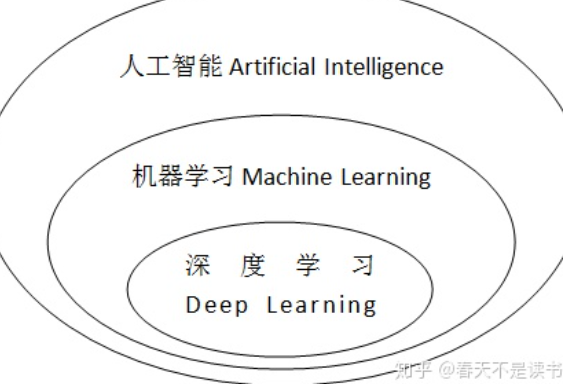 人工智能 Artificial Intelligence
机器学习 Machine Learning
深 度 学 习
Deep Learning
知乎 @春天不是读书